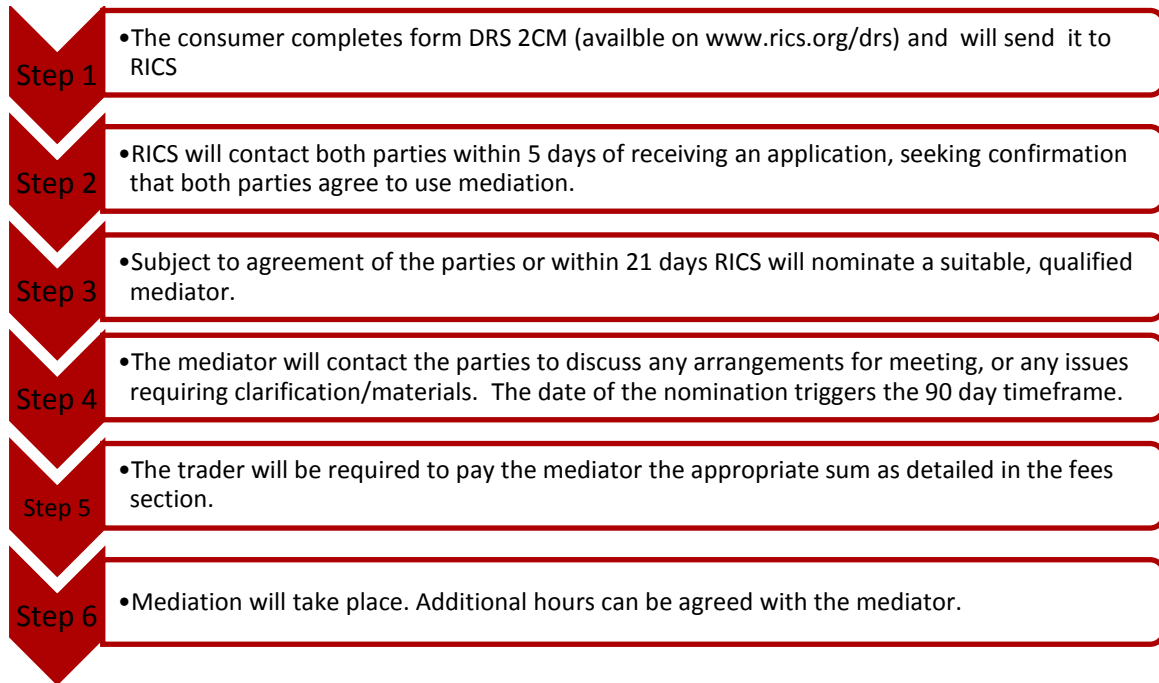 Step 1
•The consumer completes form DRS 2CM (availble on www.rics.org/drs) and will send it to
RICS
Step 2
•RICS will contact both parties within 5 days of receiving an application, seeking confirmation
that both parties agree to use mediation.
Step 3
•Subject to agreement of the parties or within 21 days RICS will nominate a suitable, qualified
mediator.
Step 4
•The mediator will contact the parties to discuss any arrangements for meeting, or any issues
requiring clarification/materials. The date of the nomination triggers the 90 day timeframe.
Step 5
•The trader will be required to pay the mediator the appropriate sum as detailed in the fees
section.
Step 6
•Mediation will take place. Additional hours can be agreed with the mediator.